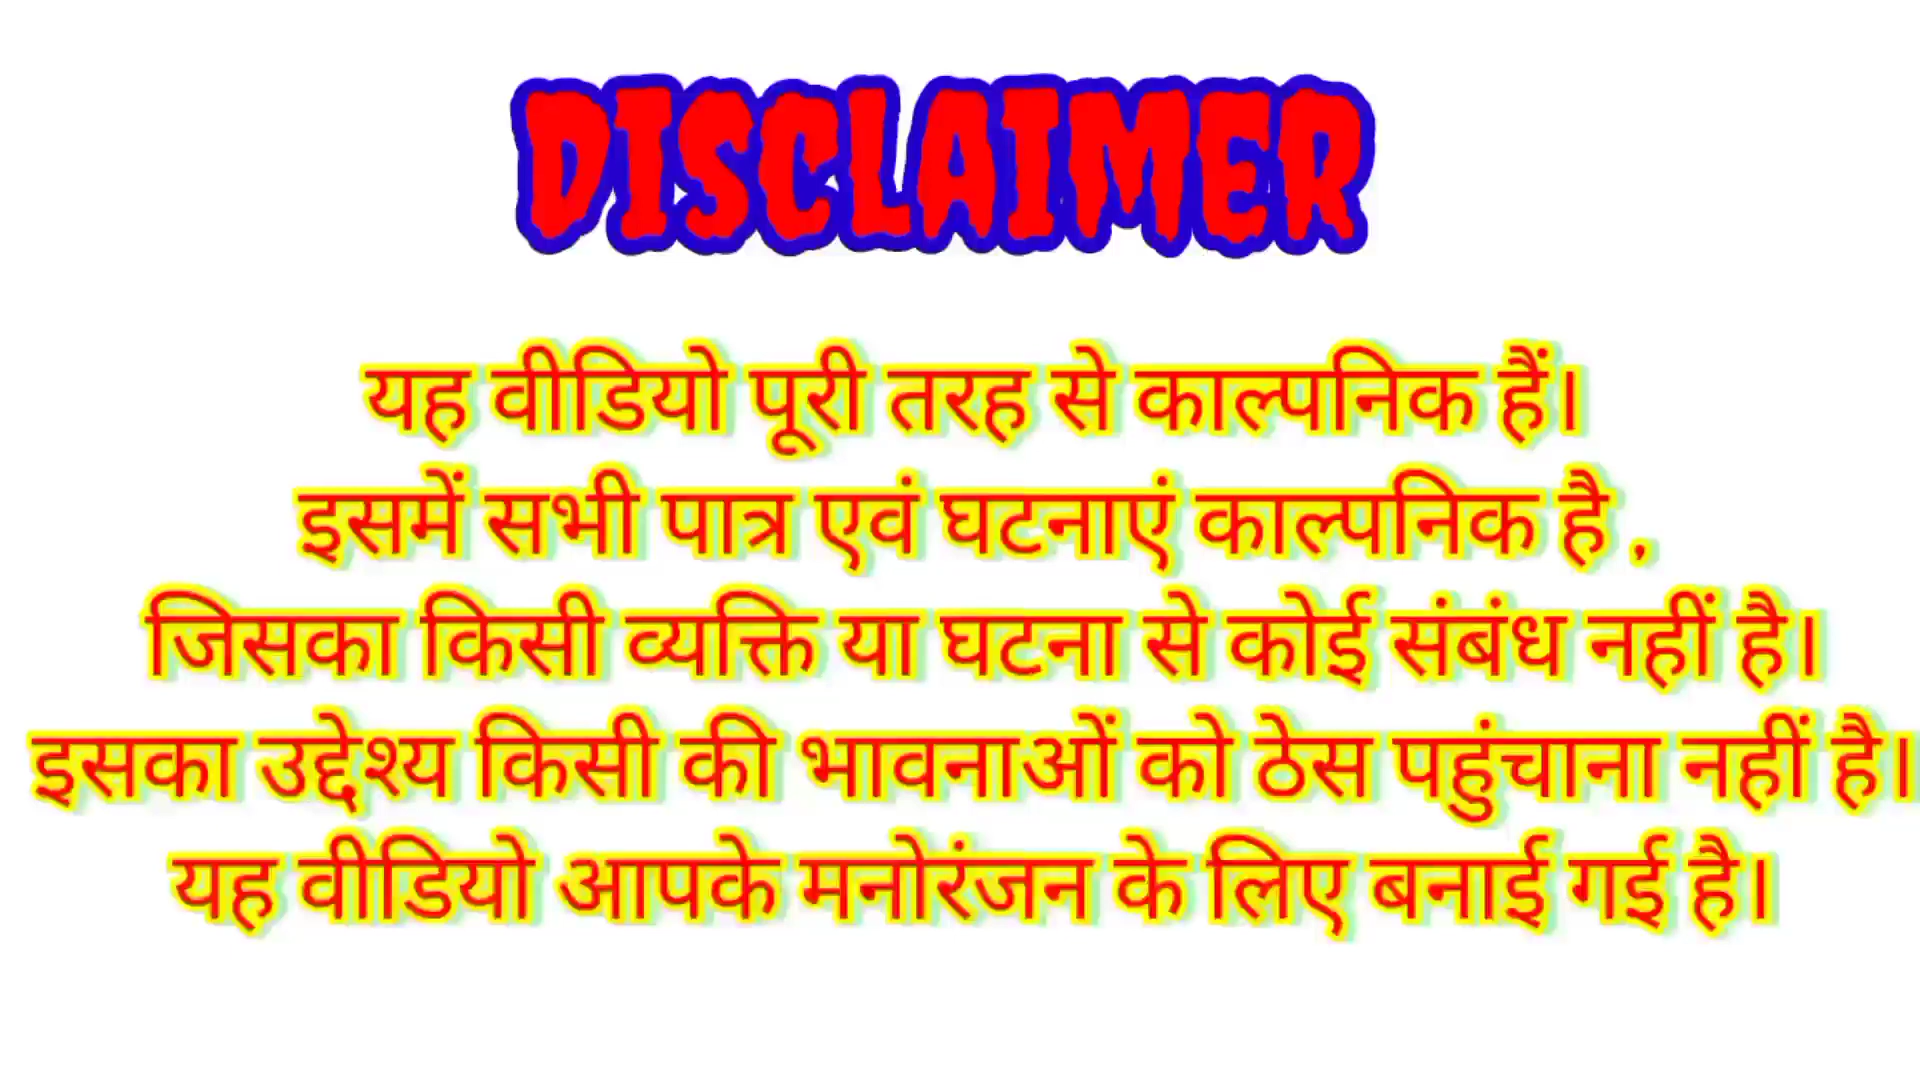 DISCLAIMER
यह वीडियो पूरी तरह से काल्पनिक हैं।
इसमें सभी पात्र एवं घटनाएं काल्पनिक है ,
जिसका किसी व्यक्ति या घटना से कोई संबंध नहीं है।
इसका उद्देश्य किसी की भावनाओं को ठेस पहुंचाना नहीं है।
यह वीडियो आपके मनोरंजन के लिए बनाई गई है।